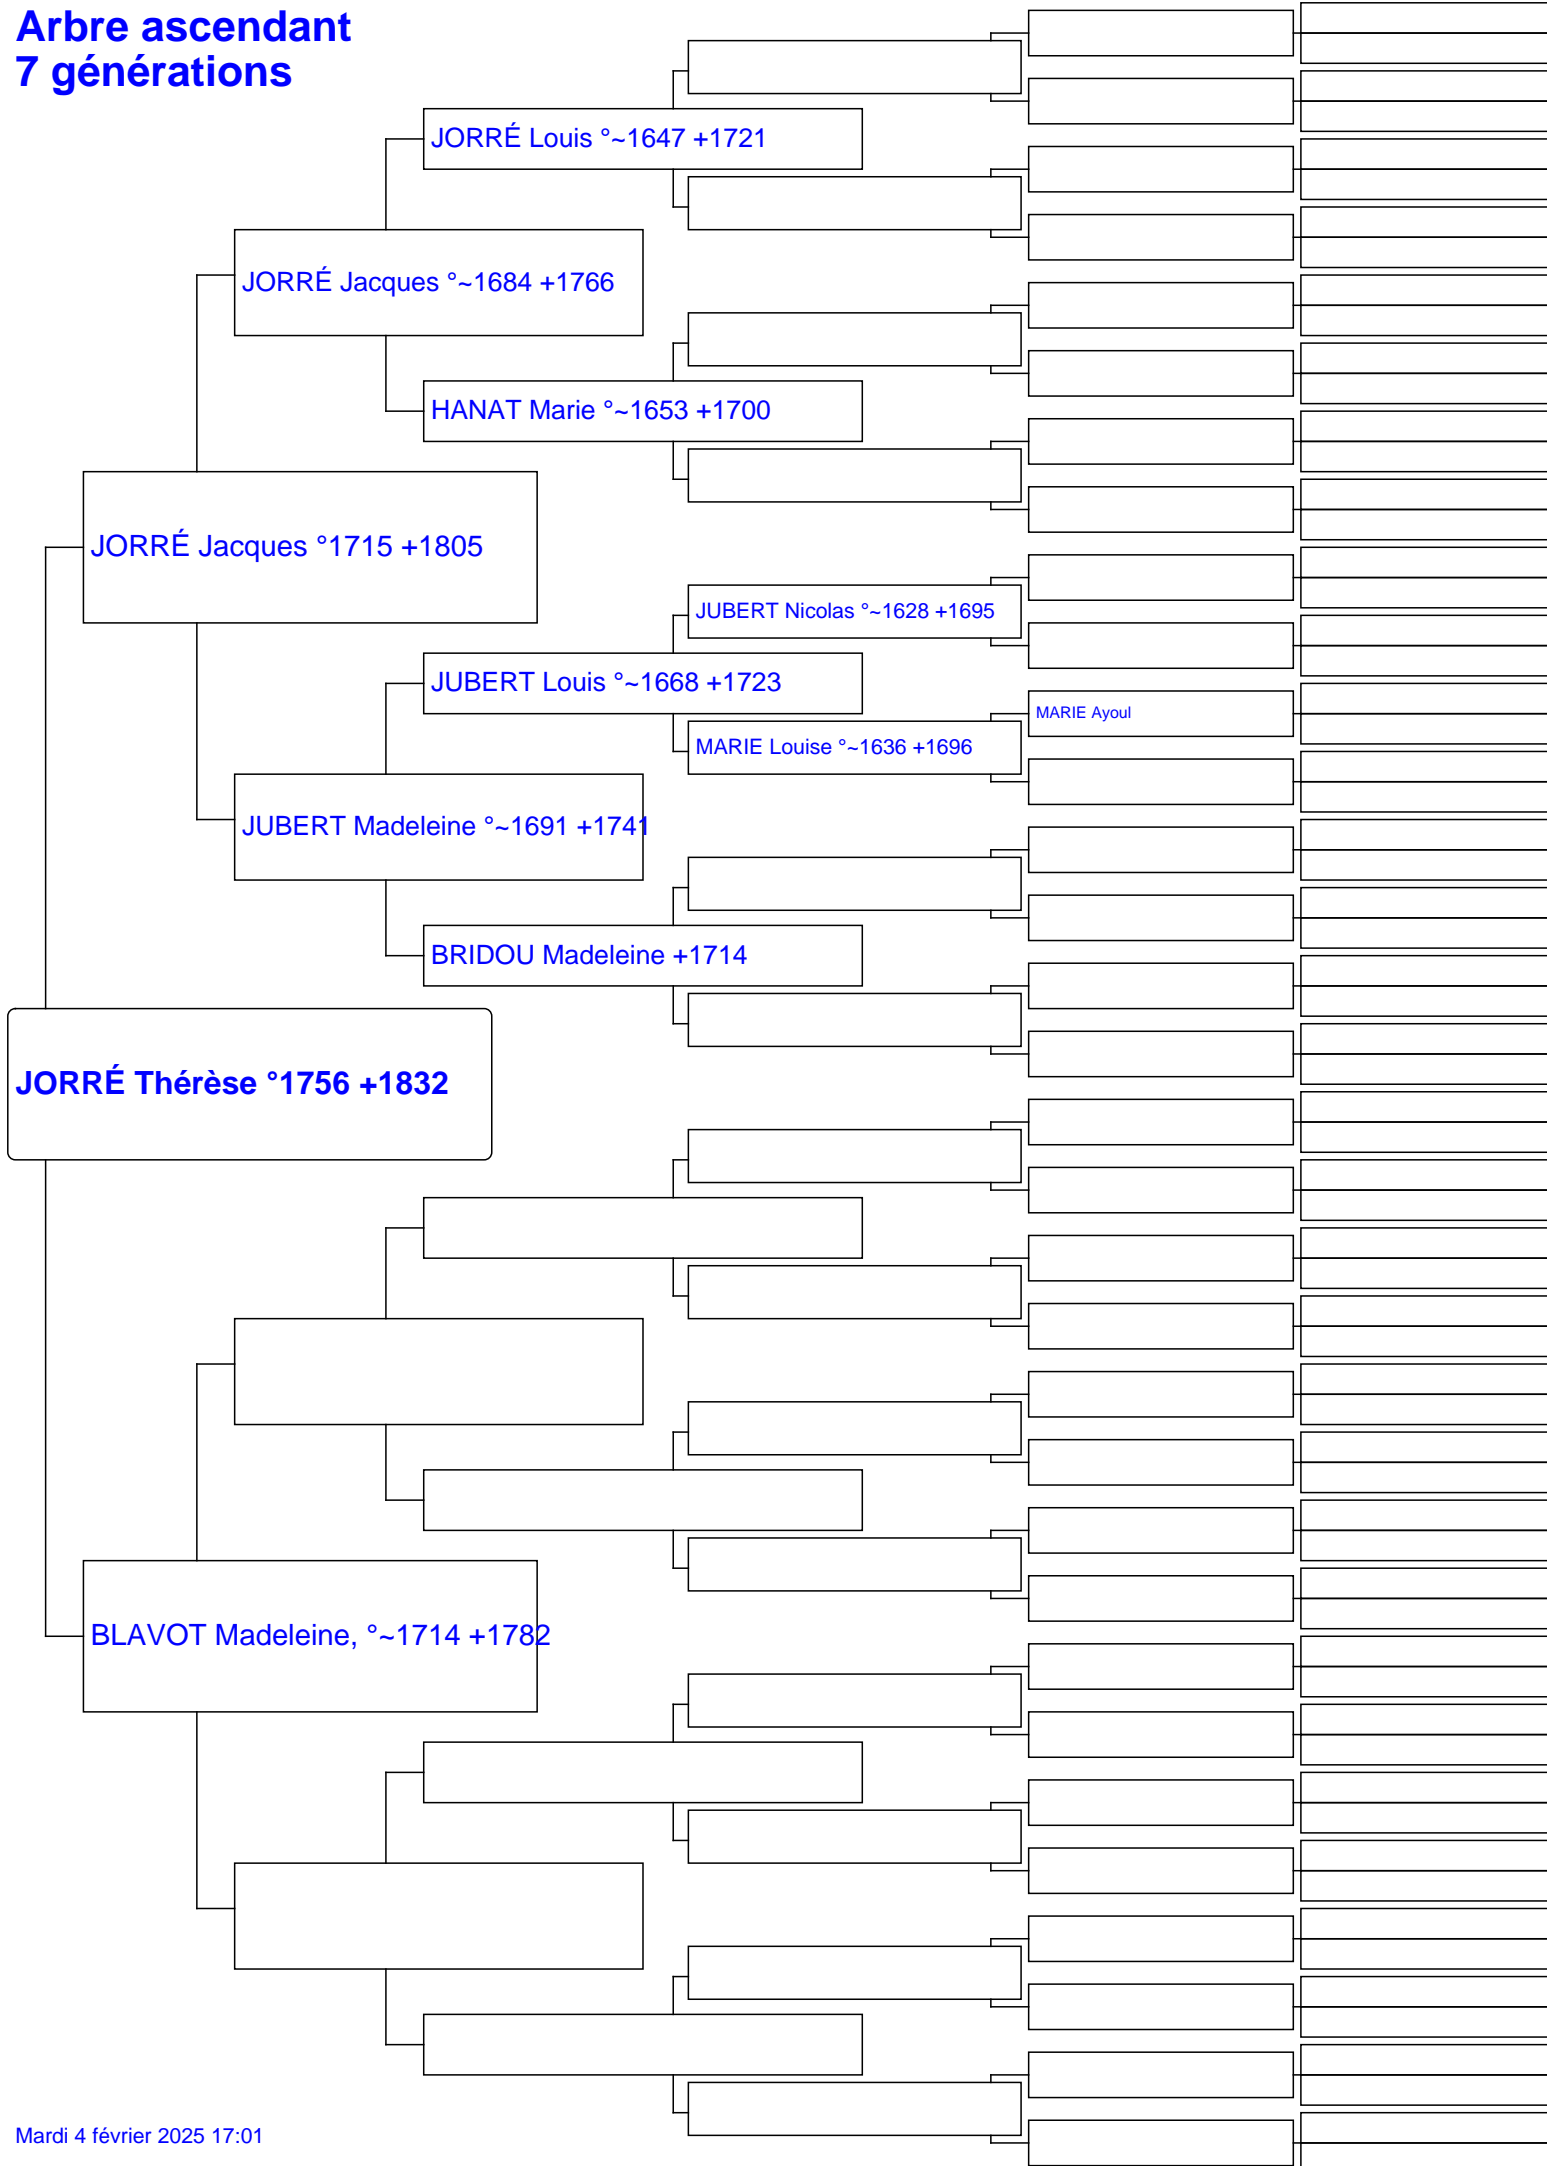 Arbre ascendant
7 générations
JORRÉ Louis °~1647 +1721
JORRÉ Jacques °~1684 +1766
HANAT Marie °~1653 +1700
JORRÉ Jacques °1715 +1805
JUBERT Nicolas °~1628 +1695
JUBERT Louis °~1668 +1723
MARIE Ayoul
MARIE Louise °~1636 +1696
JUBERT Madeleine °~1691 +1741
BRIDOU Madeleine +1714
JORRÉ Thérèse °1756 +1832
BLAVOT Madeleine, °~1714 +1782
Mardi 4 février 2025 17:01